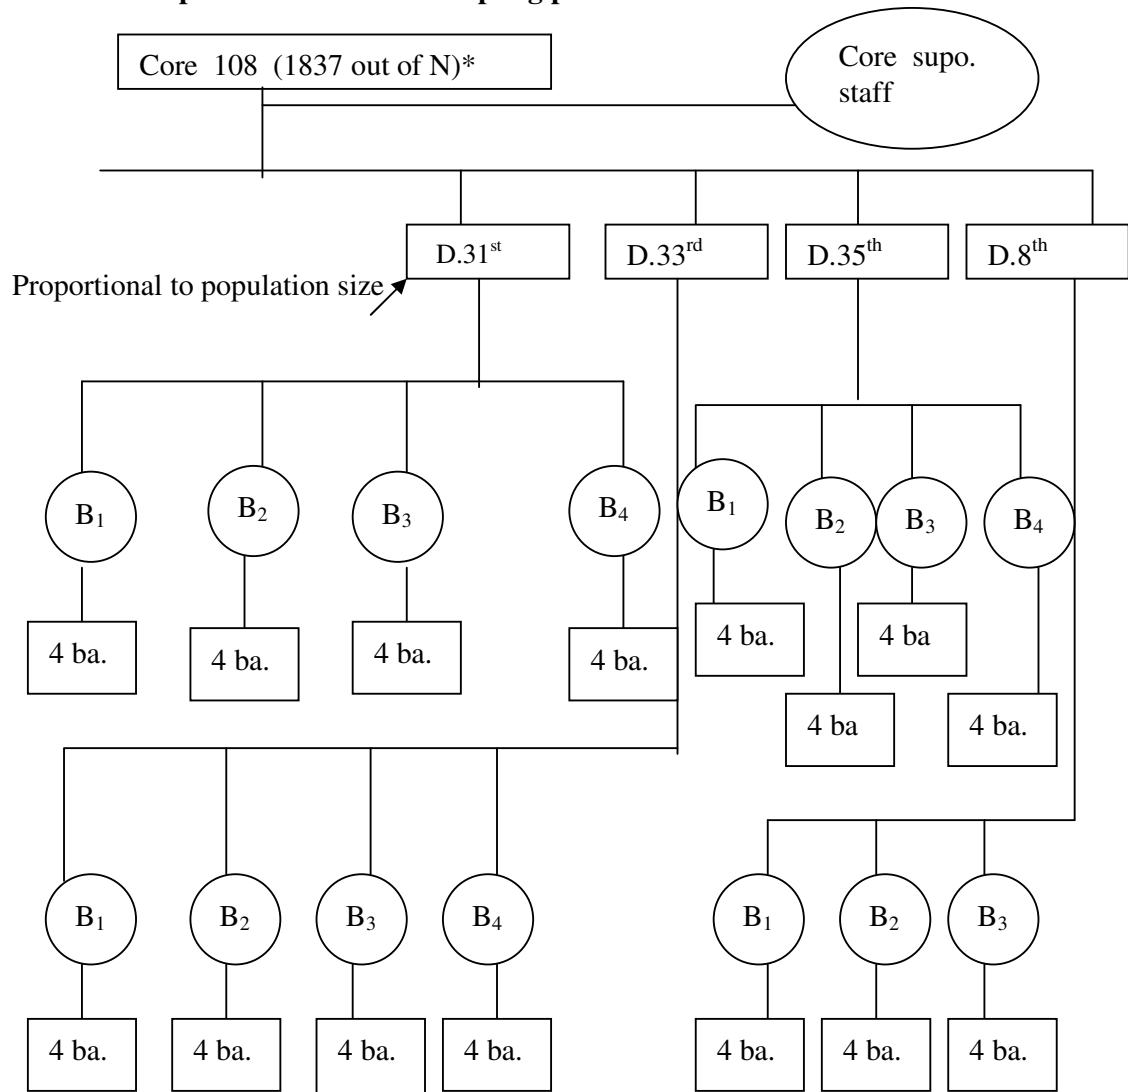 Core 108 (1837 out of N)*
Core supo.
staff
D.31st
D.33rd
D.35th
D.8th
Proportional to population size
B1
B2
B3
B4
B1
B2
B3
B4
4 ba.
4 ba.
4 ba.
4 ba.
4 ba.
4 ba
4 ba
4 ba.
B1
B2
B3
B4
B1
B2
B3
4 ba.
4 ba.
4 ba.
4 ba.
4 ba.
4 ba.
4 ba.